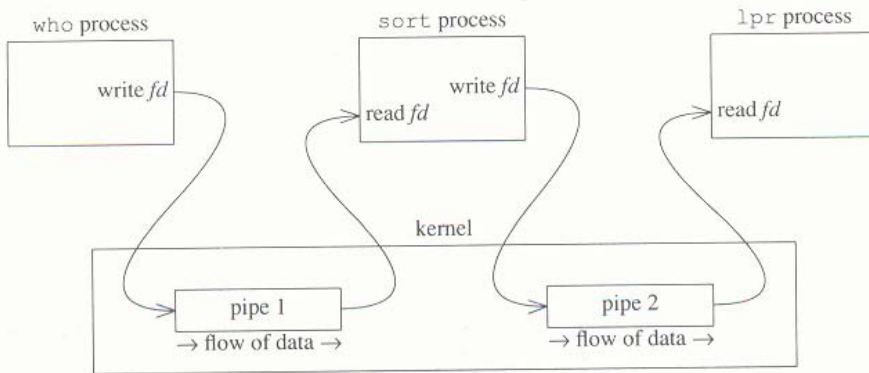 who process
sort process
lpr process
write fd
read fd
write fd
read fd
kernel
pipe 1
pipe 2
→ flow of data →
→ flow of data →